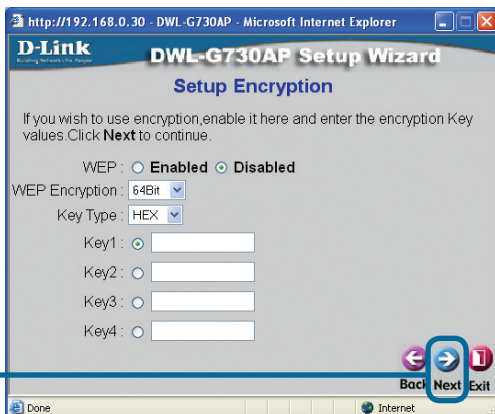 http://192.168.0.30 - DWL-G730AP - Microsoft Internet Explorer
D-Link
Building Networks for People
DWL-G730AP Setup Wizard
Setup Encryption
If you wish to use encryption,enable it here and enter the encryption Key
values.Click Next to continue.
WEP : Enabled Disabled
WEP Encryption : 64Bit
Key Type : HEX
Key1 :
Key2 :
Key3 :
Key4 :
Back Next Exit
Done Internet